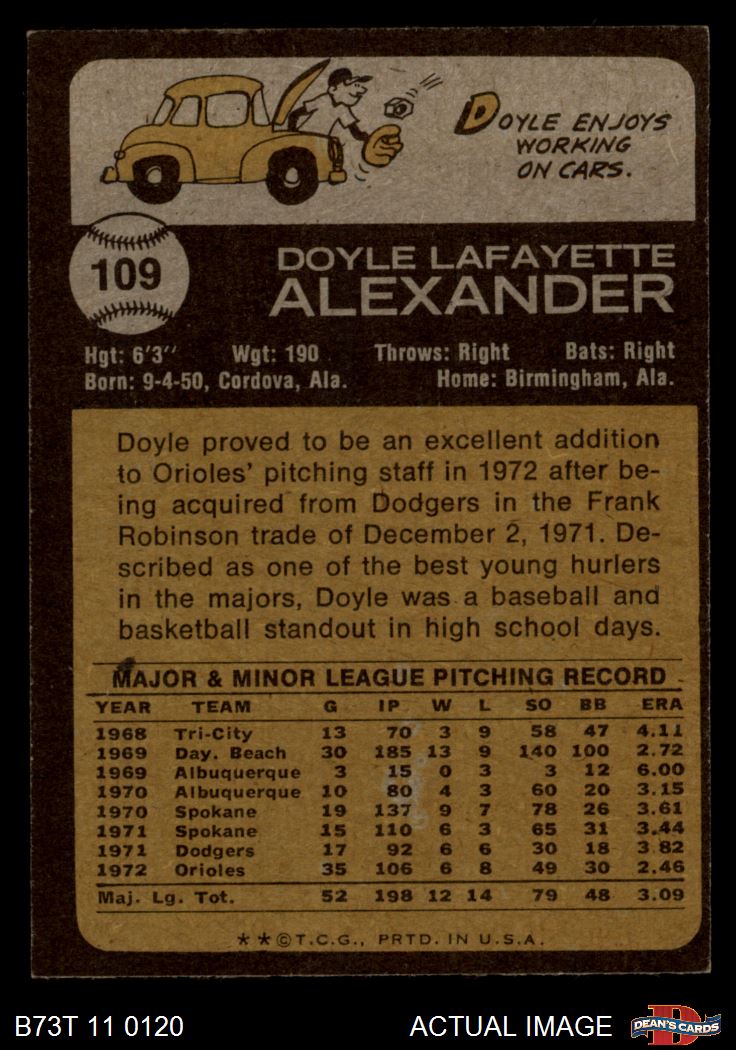 DOYLE ENJOYS
WORKING
ON CARS.
109
DOYLE LAFAYETTE
ALEXANDER
Hgt: 6'3" Wgt: 190 Throws: Right Bats: Right
Born: 9-4-50, Cordova, Ala. Home: Birmingham, Ala.
Doyle proved to be an excellent addition
to Orioles' pitching staff in 1972 after be-
ing acquired from Dodgers in the Frank
Robinson trade of December 2, 1971. De-
scribed as one of the best young hurlers
in the majors, Doyle was a baseball and
basketball standout in high school days.
MAJOR & MINOR LEAGUE PITCHING RECORD
YEAR TEAM G IP W L SO BB ERA
1968 Tri-City 13 70 3 9 58 47 4.11
1969 Day. Beach 30 185 13 9 140 100 2.72
1969 Albuquerque 3 15 0 3 3 12 6.00
1970 Albuquerque 10 80 4 3 60 20 3.15
1970 Spokane 19 137 9 7 78 26 3.61
1971 Spokane 15 110 6 3 65 31 3.44
1971 Dodgers 17 92 6 6 30 18 3.82
1972 Orioles 35 106 6 8 49 30 2.46
Maj. Lg. Tot. 52 198 12 14 79 48 3.09
**©T.C.G., PRTD. IN U.S.A.
B73T 11 0120 ACTUAL IMAGE DEAN'S CARDS